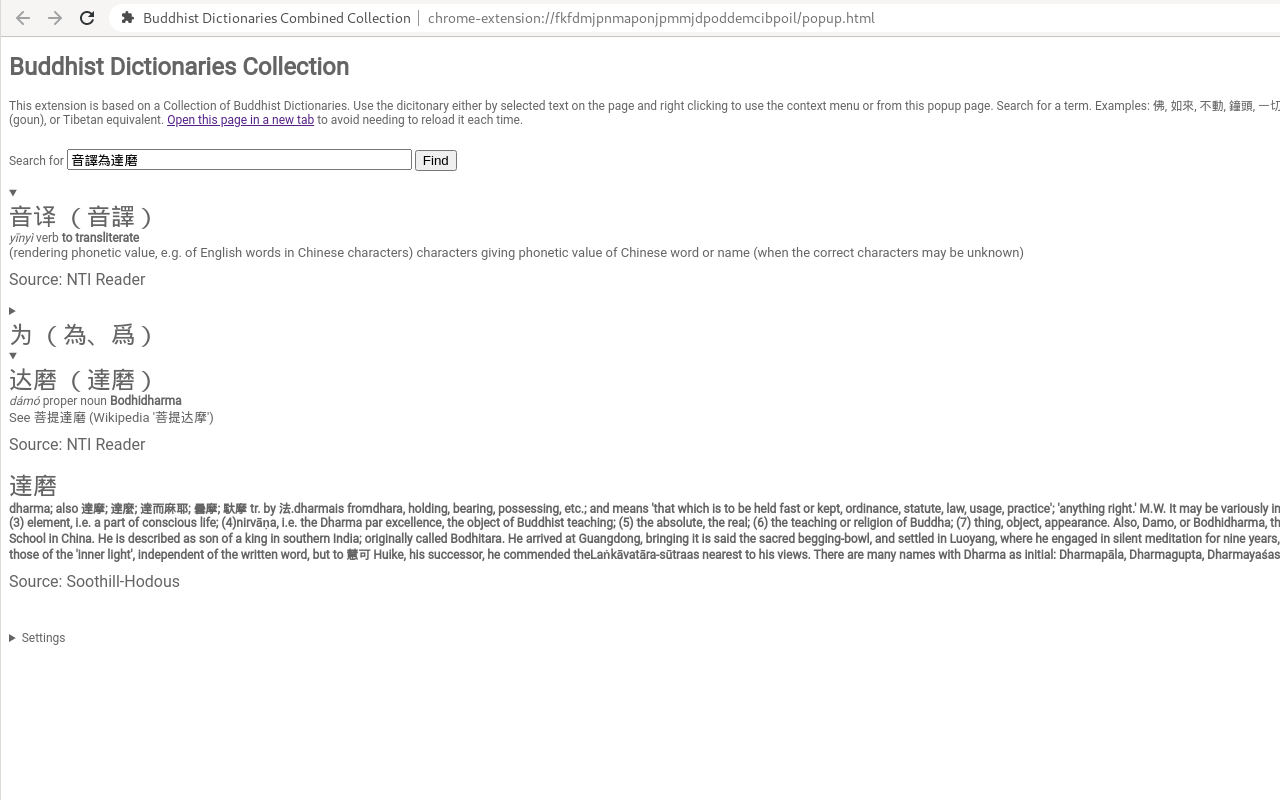 Buddhist Dictionaries Combined Collection | chrome-extension://fkfdmjpnmaponjpmmjdpoddemcibpoil/popup.html
Buddhist Dictionaries Collection
This extension is based on a Collection of Buddhist Dictionaries. Use the dicitonary either by selected text on the page and right clicking to use the context menu or from this popup page. Search for a term. Examples: 佛, 如來, 不動, 鐘頭, 一切
(goun), or Tibetan equivalent. Open this page in a new tab to avoid needing to reload it each time.
Search for 音譯為達磨 Find
音译 （音譯）
yīnyì verb to transliterate
(rendering phonetic value, e.g. of English words in Chinese characters) characters giving phonetic value of Chinese word or name (when the correct characters may be unknown)
Source: NTI Reader
为 （為、爲）
达磨 （達磨）
dámó proper noun Bodhidharma
See 菩提達磨 (Wikipedia '菩提达摩')
Source: NTI Reader
達磨
dharma; also 達摩; 達麼; 達而麻耶; 曇摩; 馱摩 tr. by 法.dharmais fromdhara, holding, bearing, possessing, etc.; and means 'that which is to be held fast or kept, ordinance, statute, law, usage, practice'; 'anything right.' M.W. It may be variously in
(3) element, i.e. a part of conscious life; (4)nirvāṇa, i.e. the Dharma par excellence, the object of Buddhist teaching; (5) the absolute, the real; (6) the teaching or religion of Buddha; (7) thing, object, appearance. Also, Damo, or Bodhidharma, th
School in China. He is described as son of a king in southern India; originally called Bodhitara. He arrived at Guangdong, bringing it is said the sacred begging-bowl, and settled in Luoyang, where he engaged in silent meditation for nine years,
those of the 'inner light', independent of the written word, but to 慧可 Huike, his successor, he commended theLaṅkāvatāra-sūtraas nearest to his views. There are many names with Dharma as initial: Dharmapāla, Dharmagupta, Dharmayaśas
Source: Soothill-Hodous
Settings